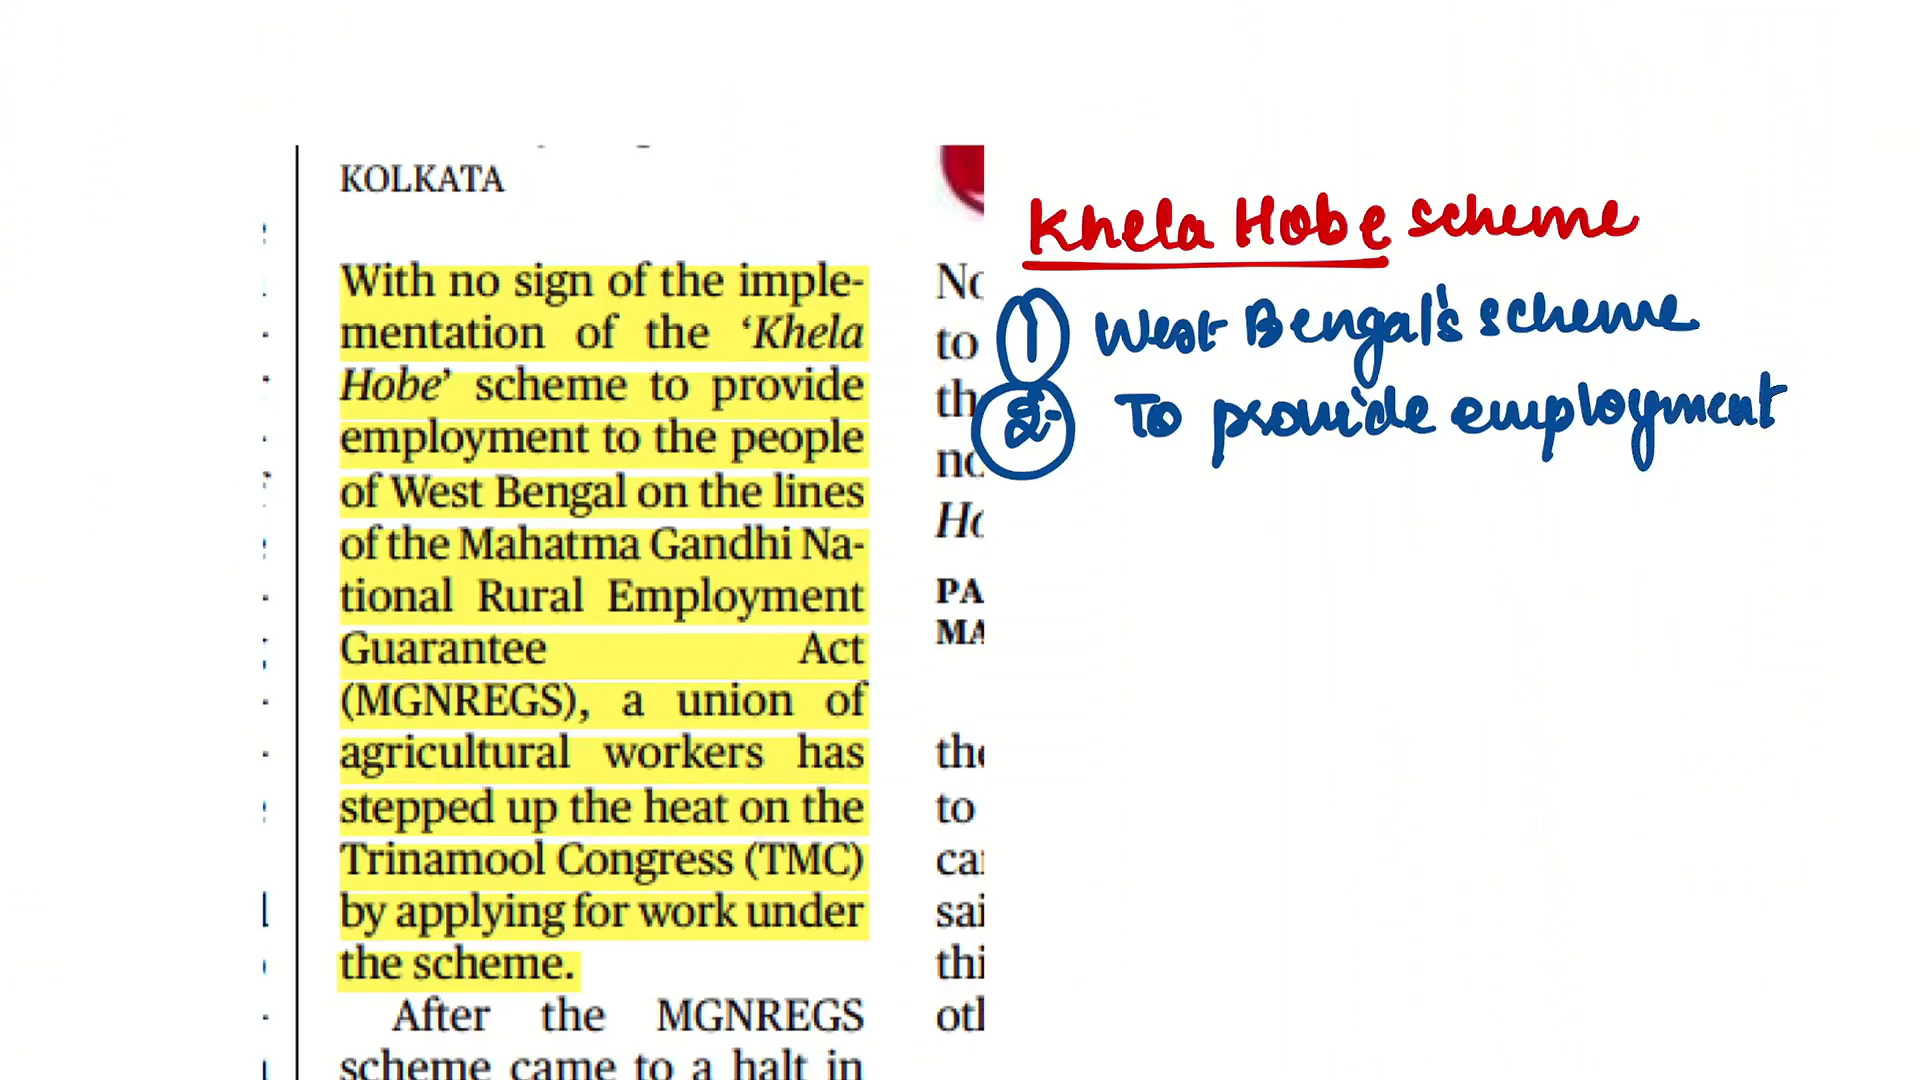 KOLKATA
With no sign of the imple-
mentation of the ‘Khela
Hobe’ scheme to provide
employment to the people
of West Bengal on the lines
of the Mahatma Gandhi Na-
tional Rural Employment
Guarantee Act
(MGNREGS), a union of
agricultural workers has
stepped up the heat on the
Trinamool Congress (TMC)
by applying for work under
the scheme.
After the MGNREGS
scheme came to a halt in
to
PA
MA
to
Khela Hobe scheme
1 West Bengal's scheme
2. To provide employment